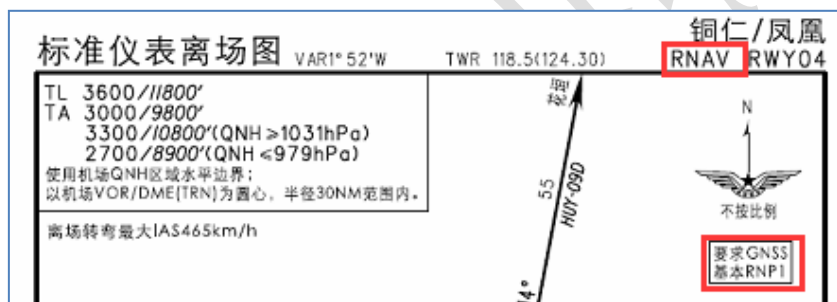 铜仁/凤凰
标准仪表离场图 VAR1°52'W TWR 118.5(124.30) RNAV RWY04
TL 3600/11800'
TA 3000/9800'
3300/10800'(QNH≥1031hPa)
2700/8900'(QNH≤979hPa)
使用机场QNH区域水平边界:
以机场VOR/DME(TRN)为圆心,半径30NM范围内。
离场转弯最大IAS465km/h
55
HUY-09D
4°
N
不按比例
要求GNSS
基本RNP1